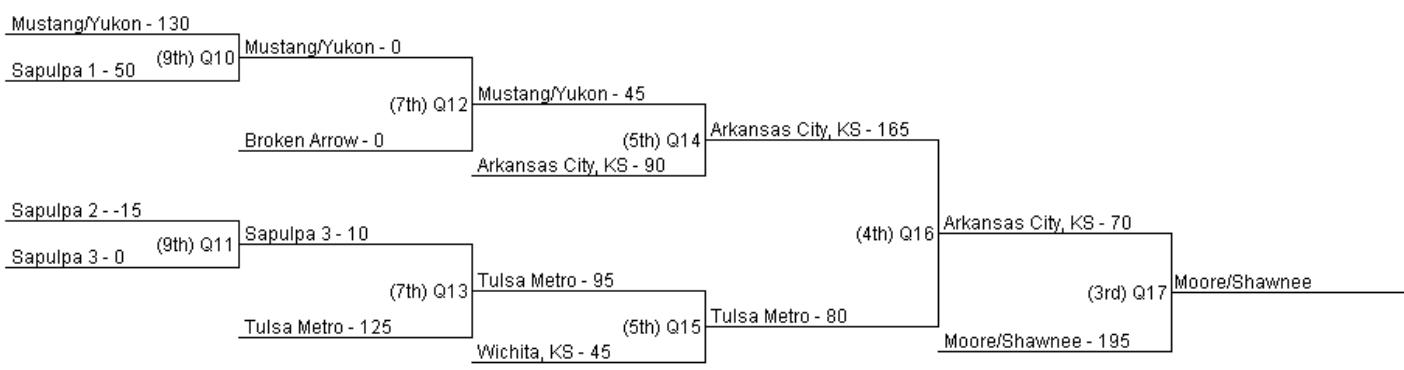 Mustang/Yukon - 130
(9th) Q10
Sapulpa 1 - 50
Mustang/Yukon - 0
(7th) Q12
Broken Arrow - 0
Mustang/Yukon - 45
(5th) Q14
Arkansas City, KS - 90
Arkansas City, KS - 165
Sapulpa 2 - -15
(9th) Q11
Sapulpa 3 - 0
Sapulpa 3 - 10
(7th) Q13
Tulsa Metro - 125
Tulsa Metro - 95
(5th) Q15
Wichita, KS - 45
Tulsa Metro - 80
(4th) Q16
Arkansas City, KS - 70
(3rd) Q17
Moore/Shawnee - 195
Moore/Shawnee